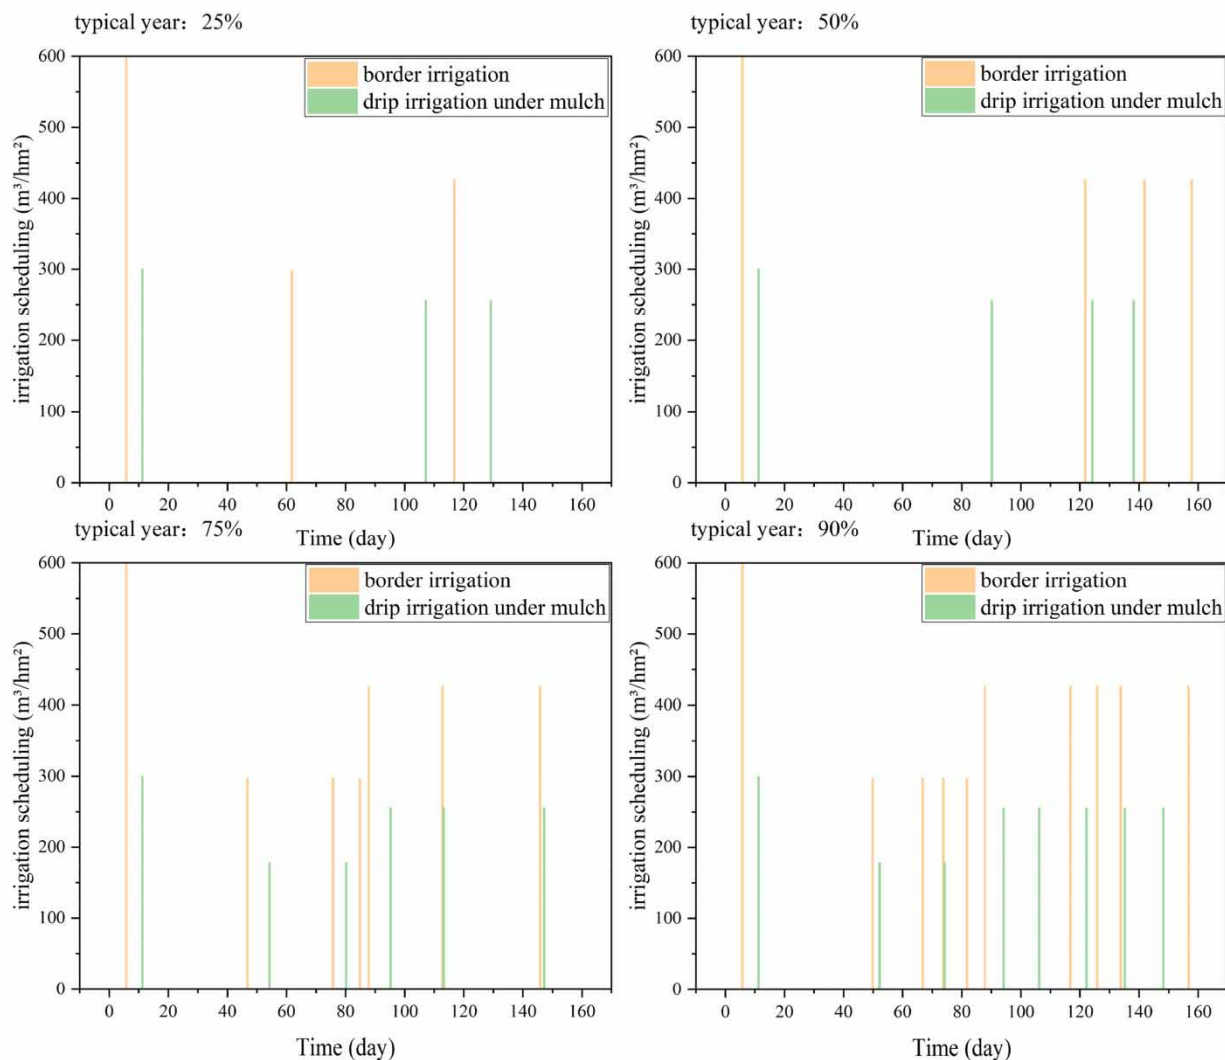 typical year：25%
border irrigation
drip irrigation under mulch
irrigation scheduling (m³/hm²)
600
500
400
300
200
100
0
0 20 40 60 80 100 120 140 160
Time (day)
typical year：50%
border irrigation
drip irrigation under mulch
irrigation scheduling (m³/hm²)
600
500
400
300
200
100
0
0 20 40 60 80 100 120 140 160
Time (day)
typical year：75%
border irrigation
drip irrigation under mulch
irrigation scheduling (m³/hm²)
600
500
400
300
200
100
0
0 20 40 60 80 100 120 140 160
Time (day)
typical year：90%
border irrigation
drip irrigation under mulch
irrigation scheduling (m³/hm²)
600
500
400
300
200
100
0
0 20 40 60 80 100 120 140 160
Time (day)